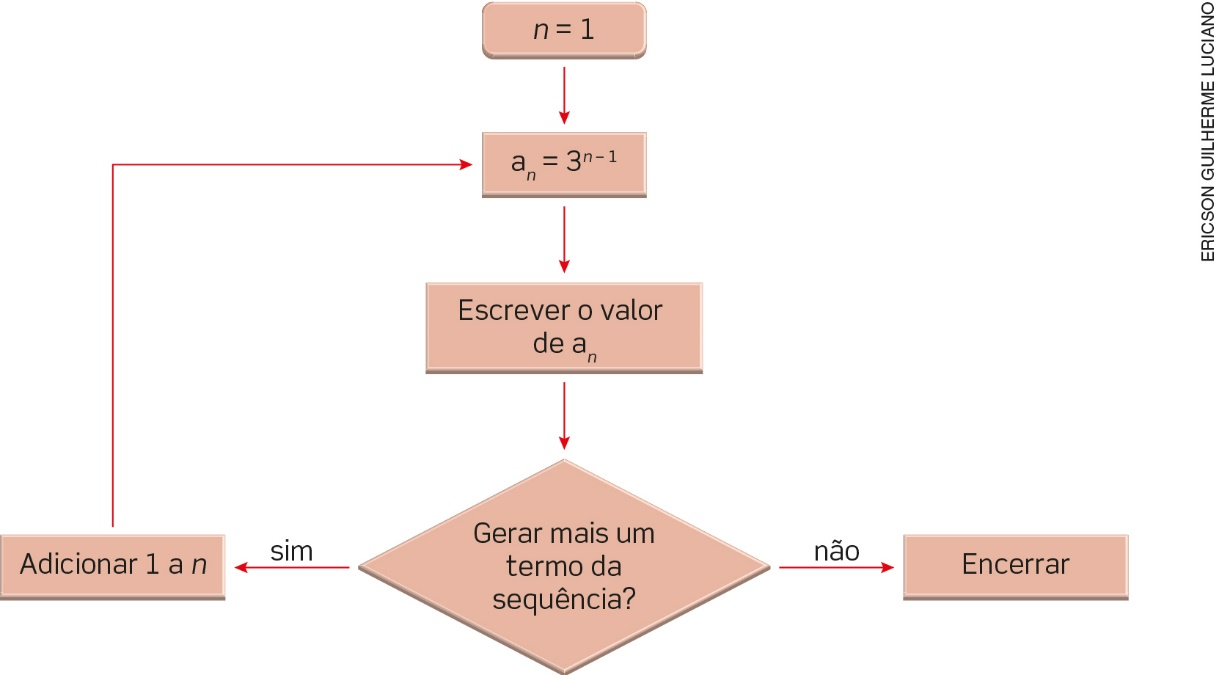 n = 1
aₙ = 3ⁿ⁻¹
Escrever o valor
de aₙ
Gerar mais um
termo da
sequência?
sim
Adicionar 1 a n
não
Encerrar
ERICSON GUILHERME LUCIANO